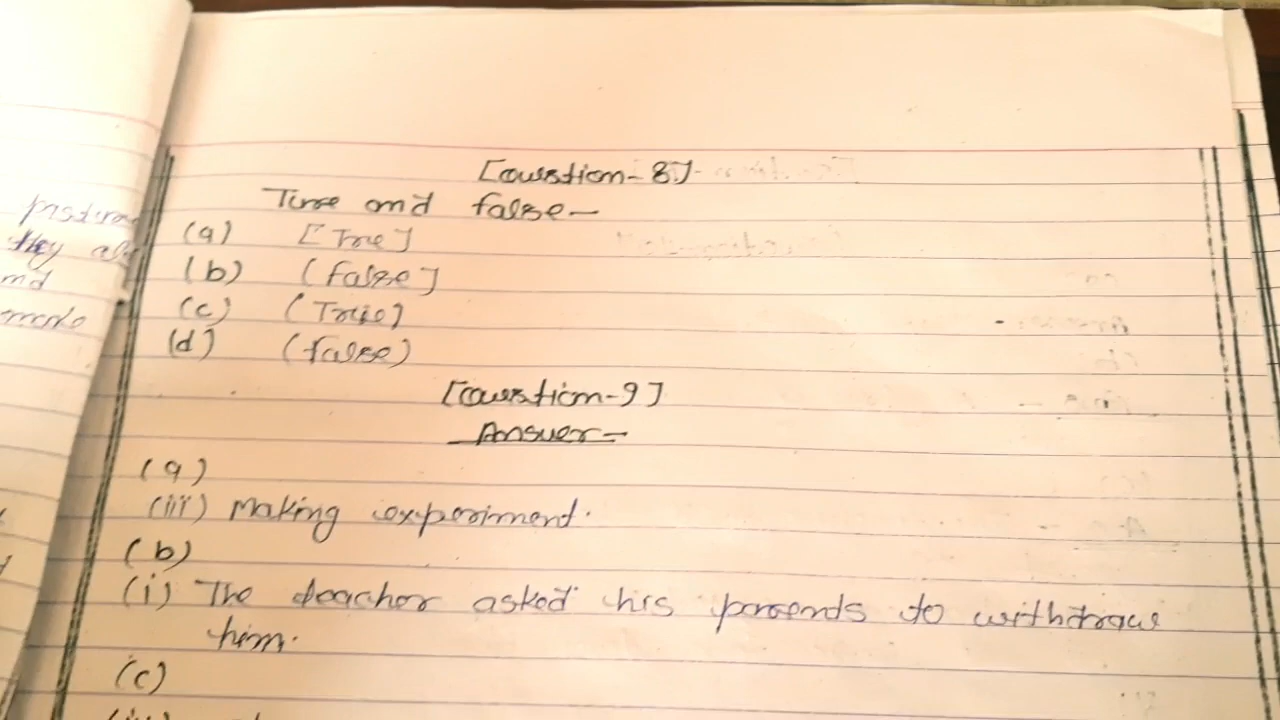 [Question-8]
True and false-
(a) [True]
(b) (false]
(c) (True]
(d) (false)
[Question-9]
Answer-
(a)
(iii) Making experiment.
(b)
(i) The teacher asked his parents to withdraw
him.
(c)
they